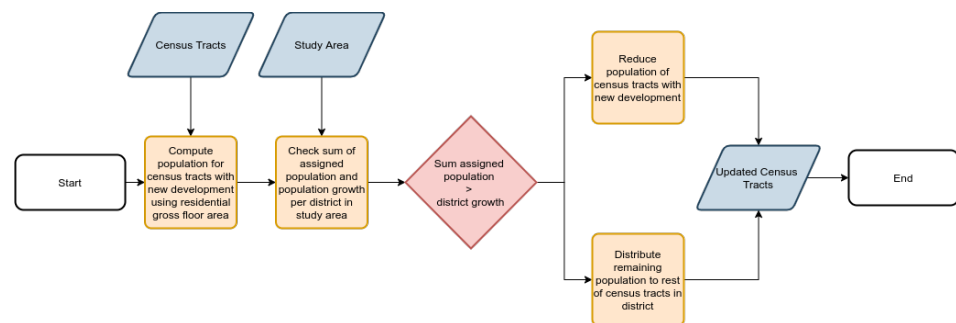 Census Tracts
Study Area
Start
Compute
population for
census tracts with
new development
using residential
gross floor area
Check sum of
assigned
population and
population growth
per district in
study area
Sum assigned
population
>
district growth
Reduce
population of
census tracts with
new development
Distribute
remaining
population to rest
of census tracts in
district
Updated Census
Tracts
End